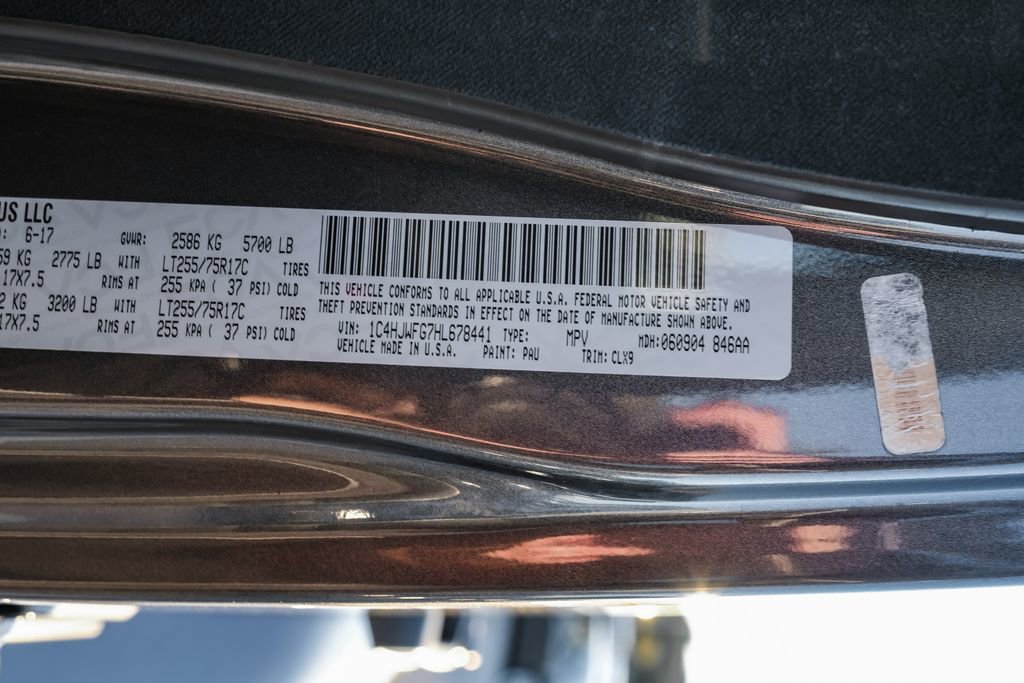 US LLC
: 6-17 GVWR: 2586 KG 5700 LB
59 KG 2775 LB WITH LT255/75R17C TIRES
17X7.5 RIMS AT 255 KPA ( 37 PSI) COLD
2 KG 3200 LB WITH LT255/75R17C TIRES
17X7.5 RIMS AT 255 KPA ( 37 PSI) COLD
THIS VEHICLE CONFORMS TO ALL APPLICABLE U.S.A. FEDERAL MOTOR VEHICLE SAFETY AND
THEFT PREVENTION STANDARDS IN EFFECT ON THE DATE OF MANUFACTURE SHOWN ABOVE.
VIN: 1C4HJWFG7HL678441 TYPE: MPV MDH:060904 846AA
VEHICLE MADE IN U.S.A. PAINT: PAU TRIM: CLX9